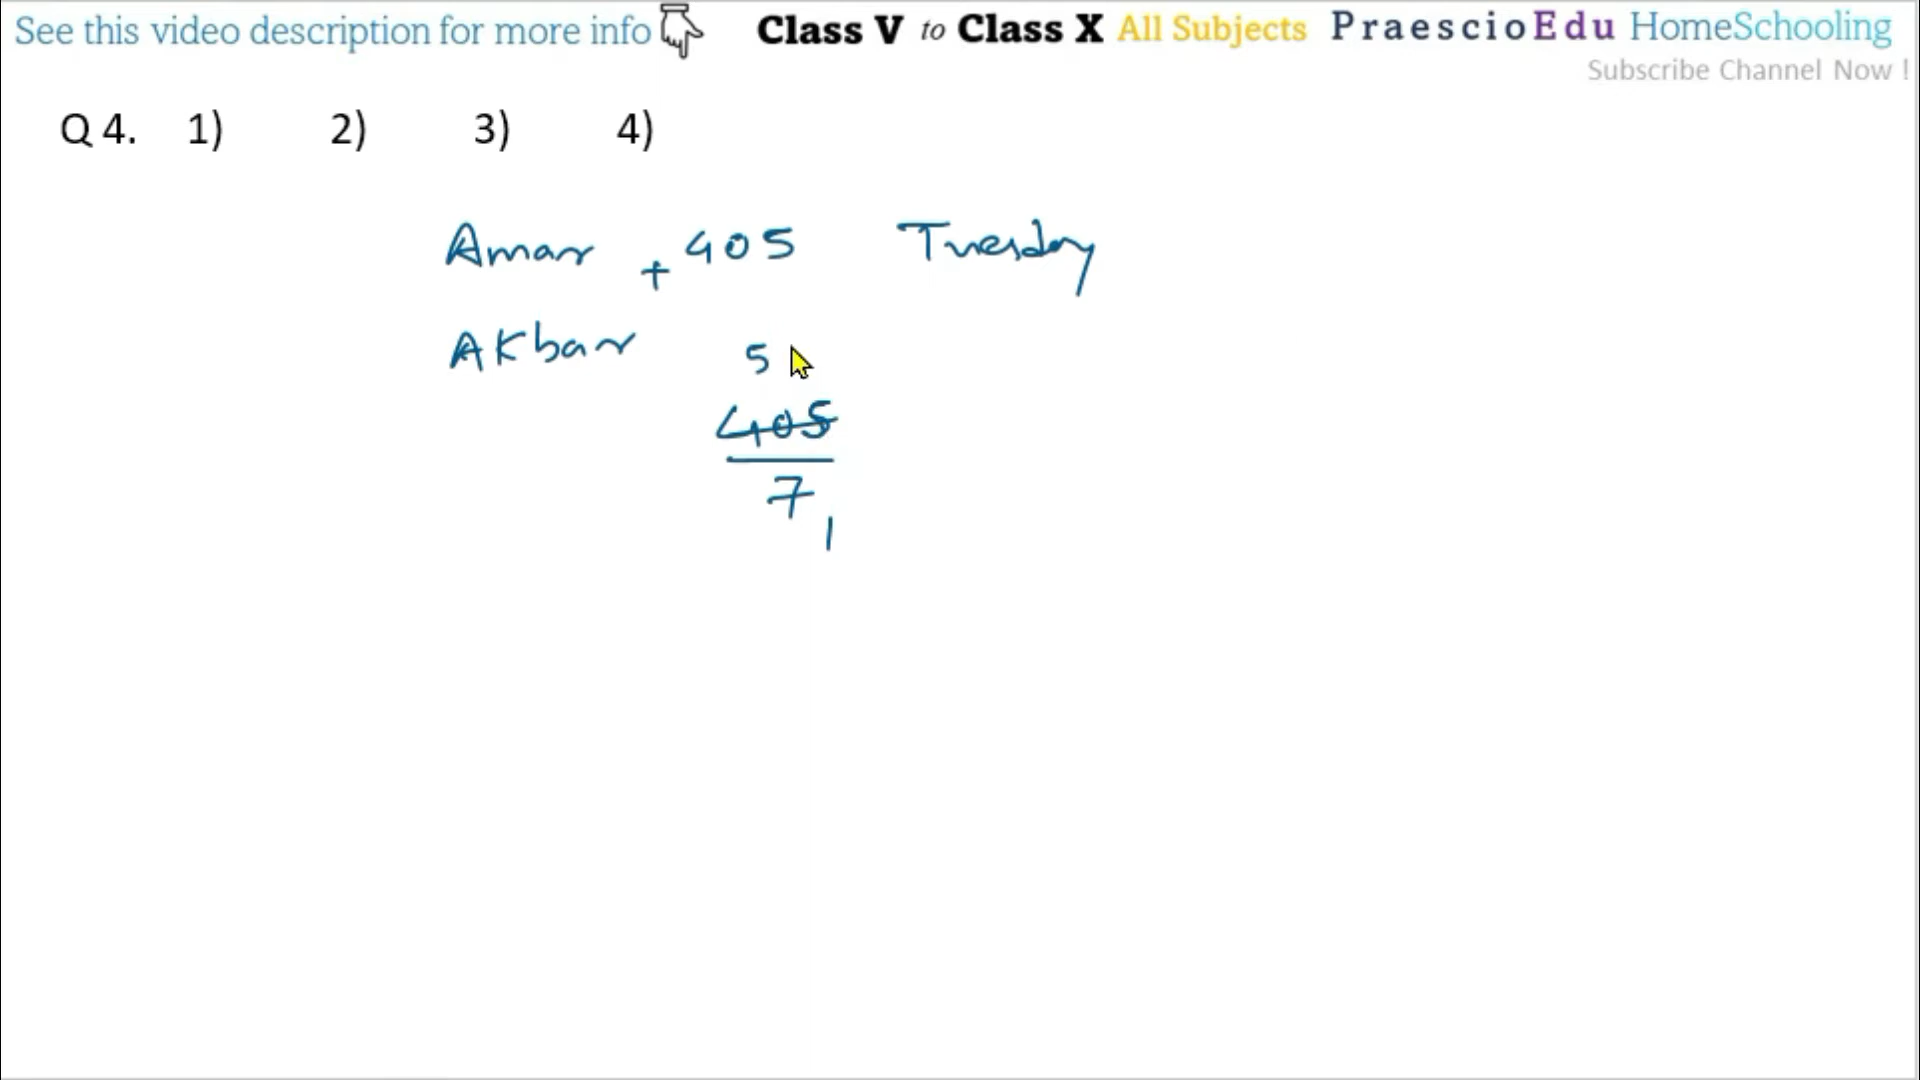 See this video description for more info Class V to Class X All Subjects PraescioEdu HomeSchooling
Subscribe Channel Now !
Q 4. 1) 2) 3) 4)
Amar + 405 Tuesday
Akbar 5
405
7
1